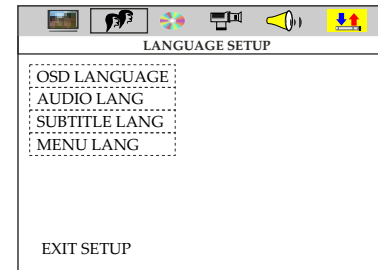 LANGUAGE SETUP
OSD LANGUAGE
AUDIO LANG
SUBTITLE LANG
MENU LANG
EXIT SETUP